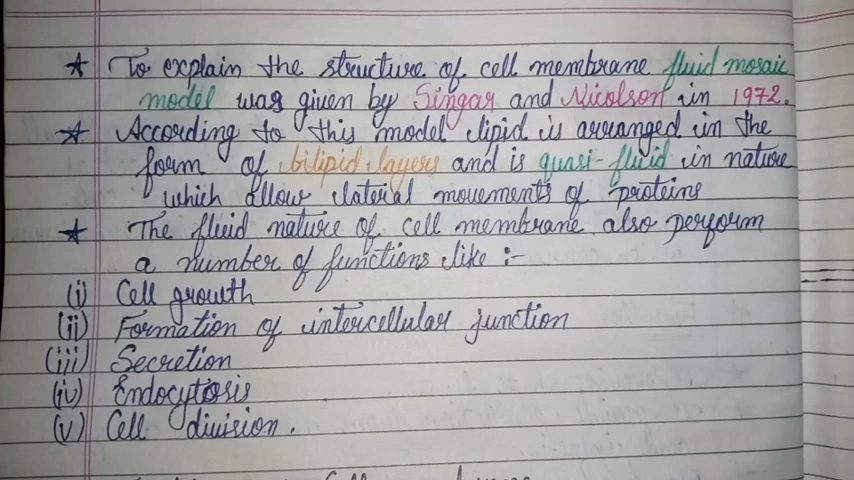 ★ To explain the structure of cell membrane fluid mosaic
model was given by Singar and Nicolson in 1972.
★ According to this model lipid is arranged in the
form of bilipid layers and is quasi-fluid in nature
which allow laterial movements of proteins
★ The fluid nature of cell membrane also perform
a number of functions like :-
(i) Cell growth
(ii) Formation of intercellular junction
(iii) Secretion
(iv) Endocytosis
(v) Cell division.